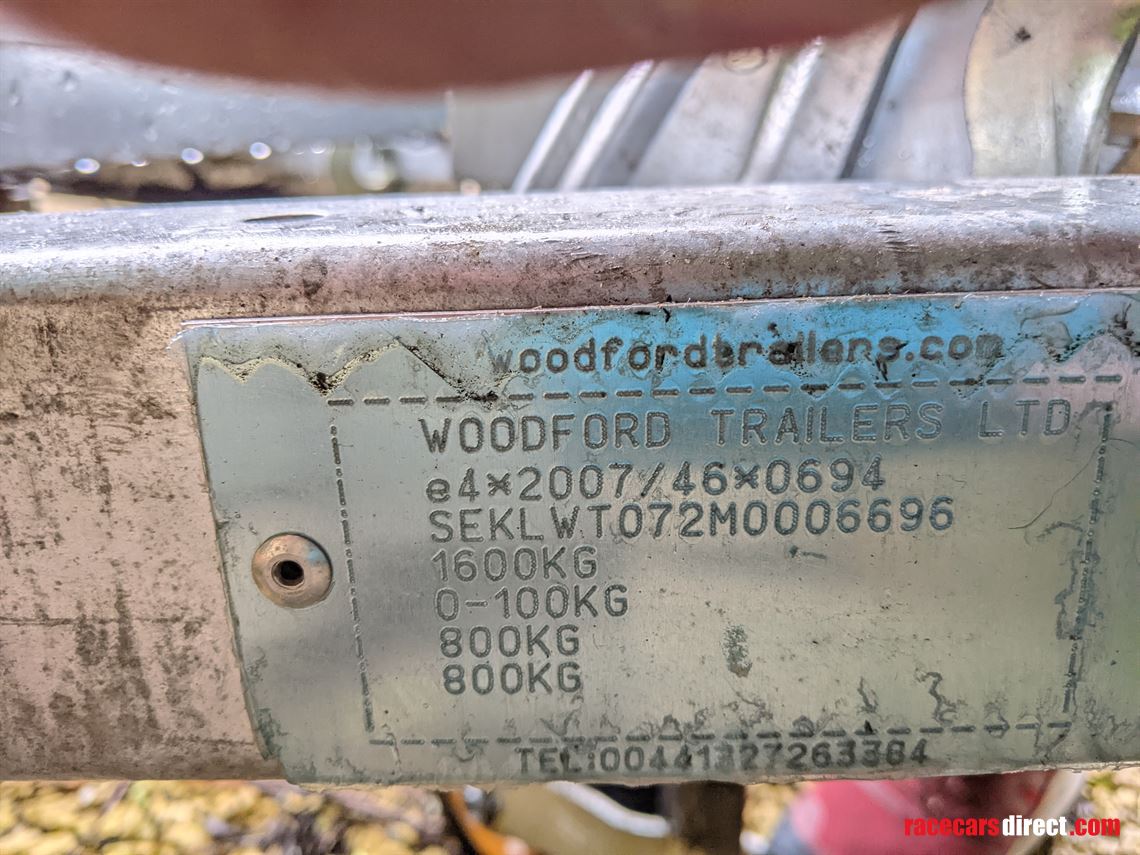 woodfordtrailers.com
WOODFORD TRAILERS LTD
e4*2007/46*0694
SEKLWT072M0006696
1600KG
0-100KG
800KG
800KG
TEL:00441327263384
racecarsdirect.com